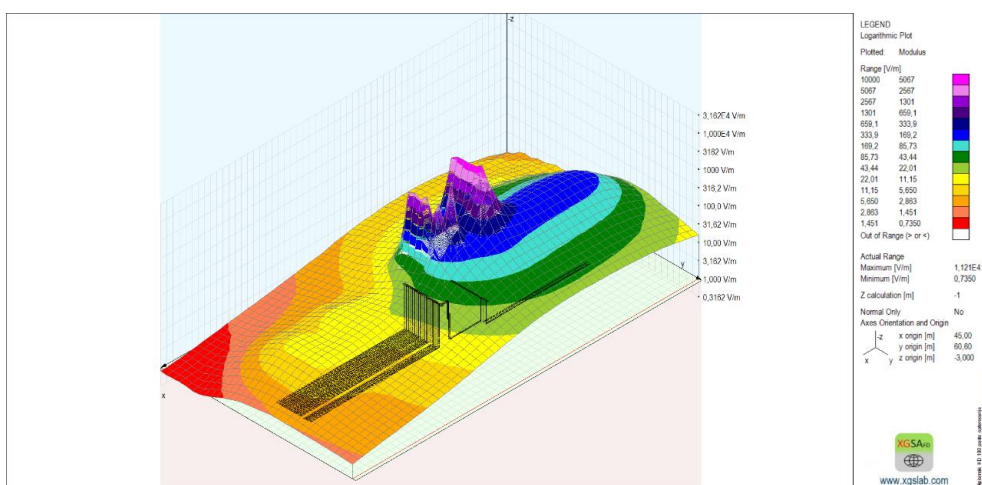 -z
3,162E4 V/m
1,000E4 V/m
3162 V/m
1000 V/m
316,2 V/m
100,0 V/m
31,62 V/m
10,00 V/m
3,162 V/m
1,000 V/m
0,3162 V/m
x
y
LEGEND
Logarithmic Plot
Plotted: Modulus
Range [V/m]
10000 5067
5067 2567
2567 1301
1301 659,1
659,1 333,9
333,9 169,2
169,2 85,73
85,73 43,44
43,44 22,01
22,01 11,15
11,15 5,650
5,650 2,863
2,863 1,451
1,451 0,7350
Out of Range (> or <)
Actual Range
Maximum [V/m] 1,121E4
Minimum [V/m] 0,7350
Z calculation [m] -1
Normal Only No
Axes Orientation and Origin
-z
x y
x origin [m] 45,00
y origin [m] 60,60
z origin [m] -3,000
XGSAFD
www.xgslab.com